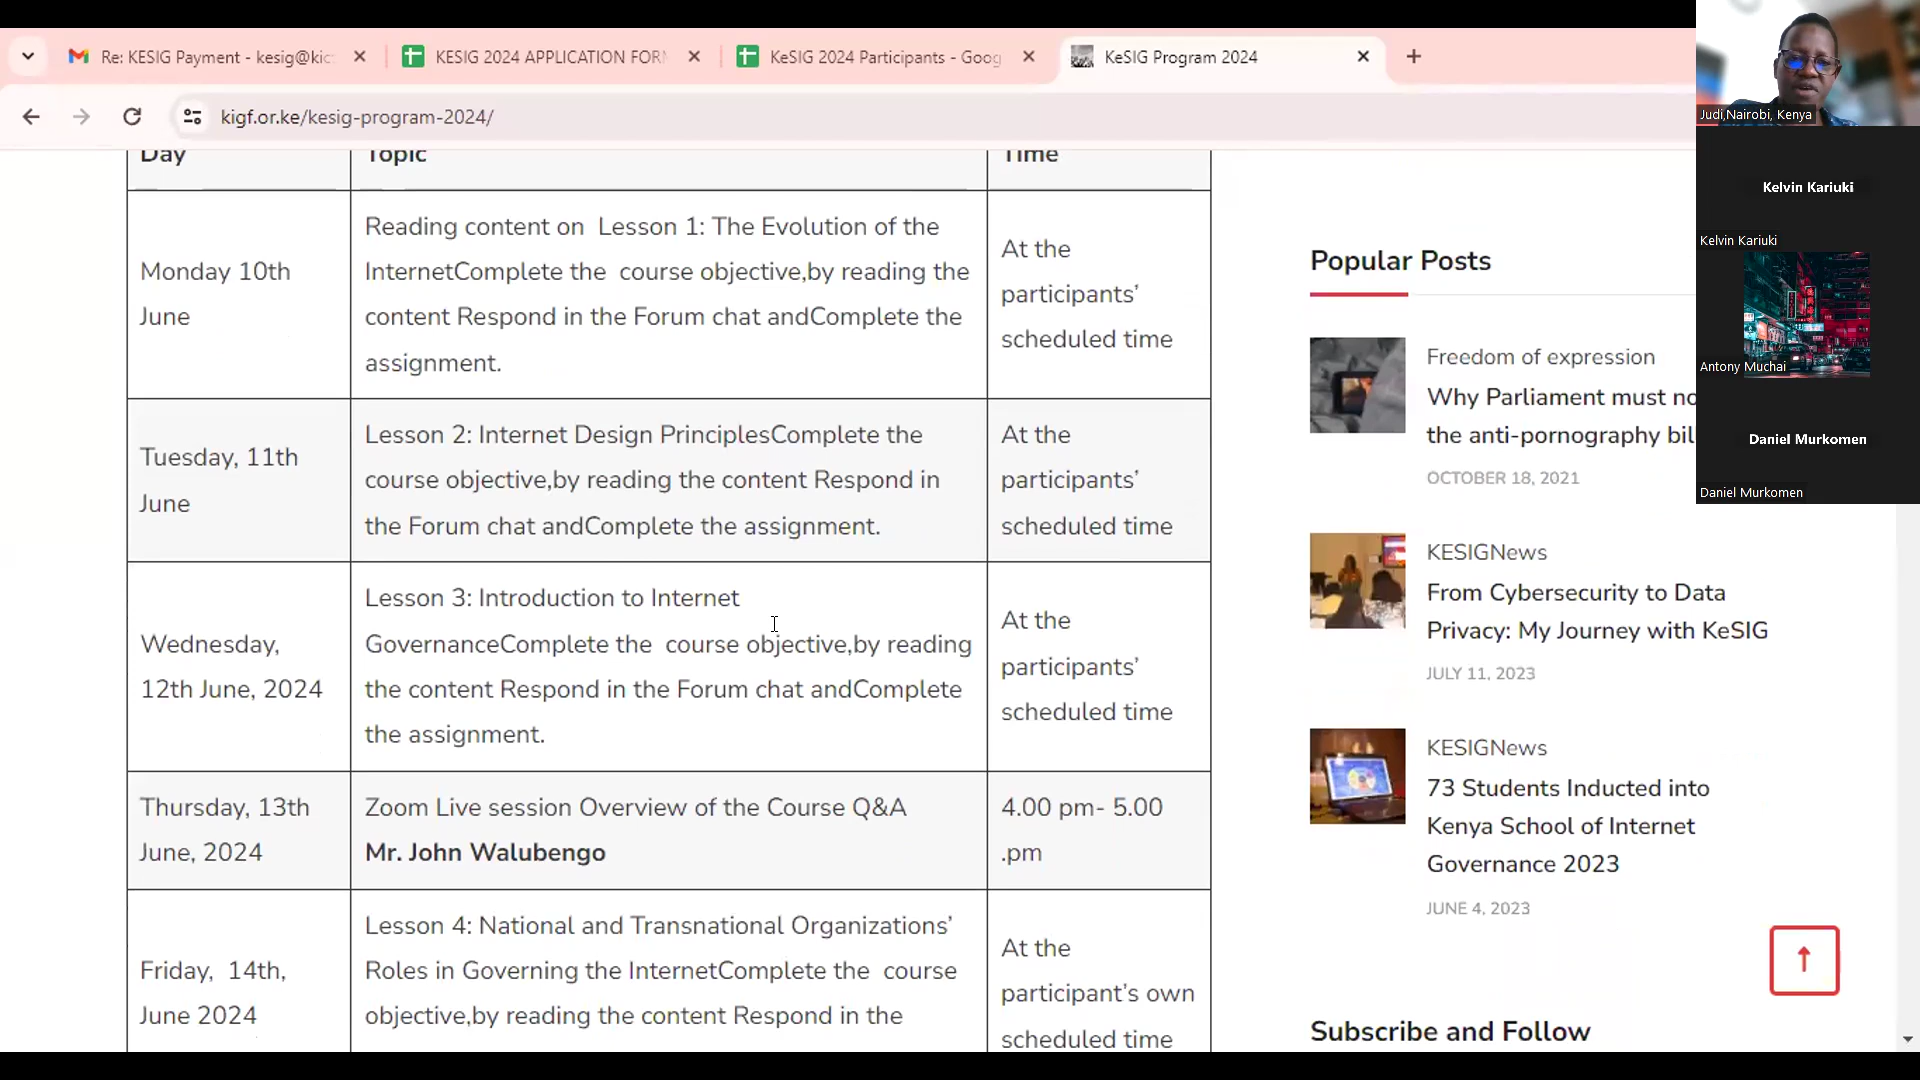 Re: KESIG Payment - kesig@kic
KESIG 2024 APPLICATION FORM
KeSIG 2024 Participants - Goog
KeSIG Program 2024
kigf.or.ke/kesig-program-2024/
Day
Topic
Time
Monday 10th
June
Reading content on  Lesson 1: The Evolution of the
InternetComplete the  course objective,by reading the
content Respond in the Forum chat andComplete the
assignment.
At the
participants’
scheduled time
Tuesday, 11th
June
Lesson 2: Internet Design PrinciplesComplete the
course objective,by reading the content Respond in
the Forum chat andComplete the assignment.
At the
participants’
scheduled time
Wednesday,
12th June, 2024
Lesson 3: Introduction to Internet
GovernanceComplete the  course objective,by reading
the content Respond in the Forum chat andComplete
the assignment.
At the
participants’
scheduled time
Thursday, 13th
June, 2024
Zoom Live session Overview of the Course Q&A
Mr. John Walubengo
4.00 pm- 5.00
.pm
Friday,  14th,
June 2024
Lesson 4: National and Transnational Organizations’
Roles in Governing the InternetComplete the  course
objective,by reading the content Respond in the
At the
participant’s own
scheduled time
Popular Posts
Freedom of expression
Why Parliament must no
the anti-pornography bil
OCTOBER 18, 2021
KESIGNews
From Cybersecurity to Data
Privacy: My Journey with KeSIG
JULY 11, 2023
KESIGNews
73 Students Inducted into
Kenya School of Internet
Governance 2023
JUNE 4, 2023
Subscribe and Follow
Judi,Nairobi, Kenya
Kelvin Kariuki
Kelvin Kariuki
Antony Muchai
Daniel Murkomen
Daniel Murkomen